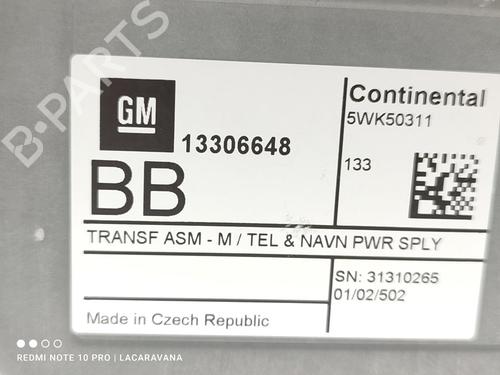 B-PARTS
GM
13306648
BB
Continental
5WK50311
133
TRANSF ASM - M / TEL & NAVN PWR SPLY
SN: 31310265
01/02/502
Made in Czech Republic
REDMI NOTE 10 PRO | LACARAVANA